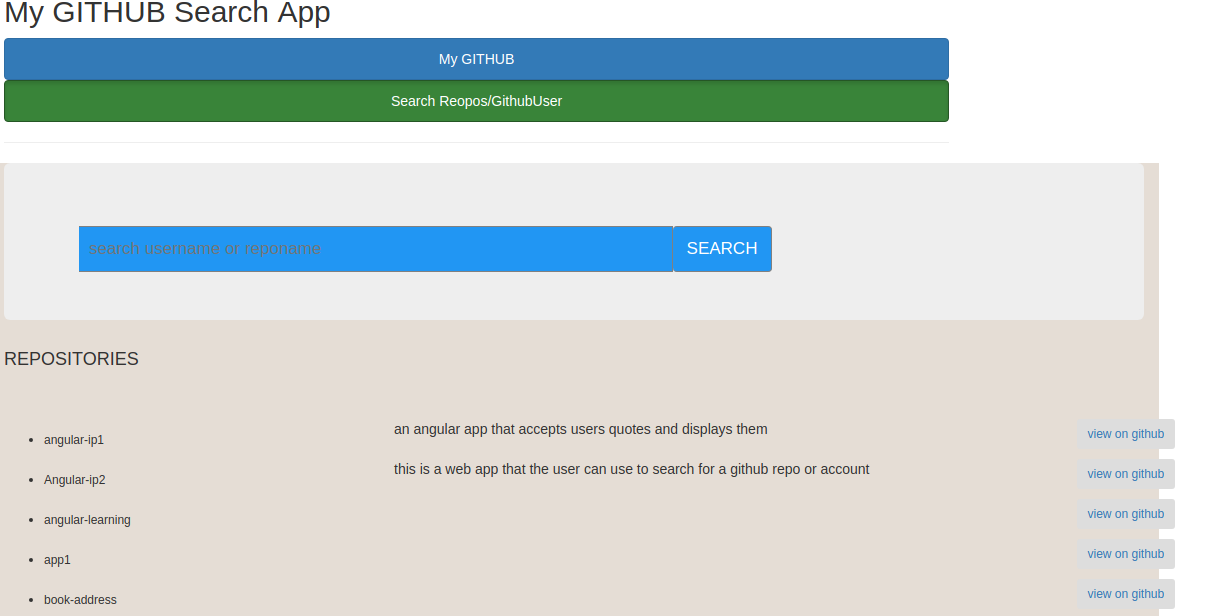 My GITHUB Search App
My GITHUB
Search Reopos/GithubUser
search username or reponame
SEARCH
REPOSITORIES
angular-ip1 an angular app that accepts users quotes and displays them view on github
Angular-ip2 this is a web app that the user can use to search for a github repo or account view on github
angular-learning view on github
app1 view on github
book-address view on github